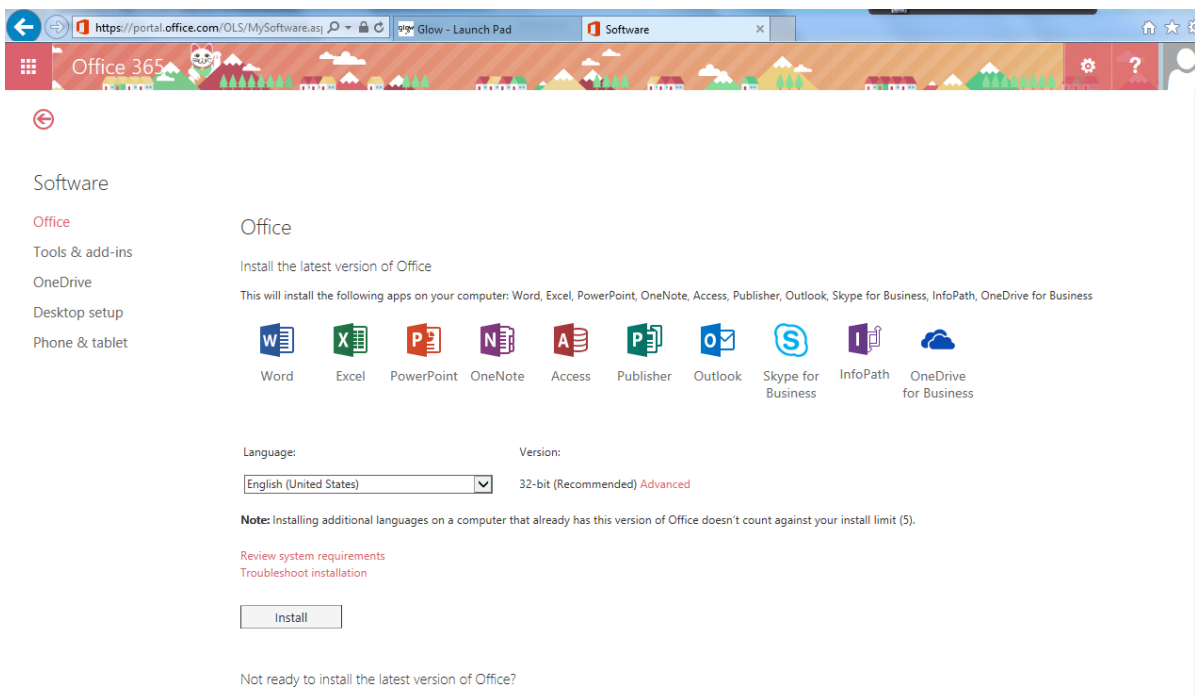 https://portal.office.com/OLS/MySoftware.as
glow Glow - Launch Pad
Software
Office 365
?
Software
Office
Tools & add-ins
OneDrive
Desktop setup
Phone & tablet
Office
Install the latest version of Office
This will install the following apps on your computer: Word, Excel, PowerPoint, OneNote, Access, Publisher, Outlook, Skype for Business, InfoPath, OneDrive for Business
Word Excel PowerPoint OneNote Access Publisher Outlook Skype for Business InfoPath OneDrive for Business
Language: Version:
English (United States) 32-bit (Recommended) Advanced
Note: Installing additional languages on a computer that already has this version of Office doesn't count against your install limit (5).
Review system requirements
Troubleshoot installation
Install
Not ready to install the latest version of Office?